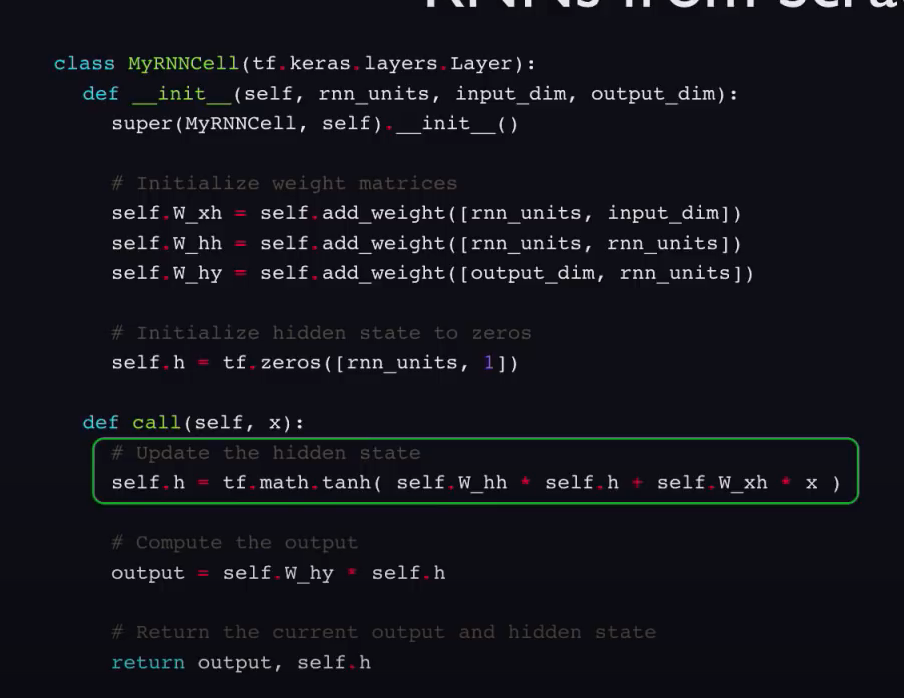 RNNs from Scra
class MyRNNCell(tf.keras.layers.Layer):
def __init__(self, rnn_units, input_dim, output_dim):
super(MyRNNCell, self).__init__()
# Initialize weight matrices
self.W_xh = self.add_weight([rnn_units, input_dim])
self.W_hh = self.add_weight([rnn_units, rnn_units])
self.W_hy = self.add_weight([output_dim, rnn_units])
# Initialize hidden state to zeros
self.h = tf.zeros([rnn_units, 1])
def call(self, x):
# Update the hidden state
self.h = tf.math.tanh( self.W_hh * self.h + self.W_xh * x )
# Compute the output
output = self.W_hy * self.h
# Return the current output and hidden state
return output, self.h